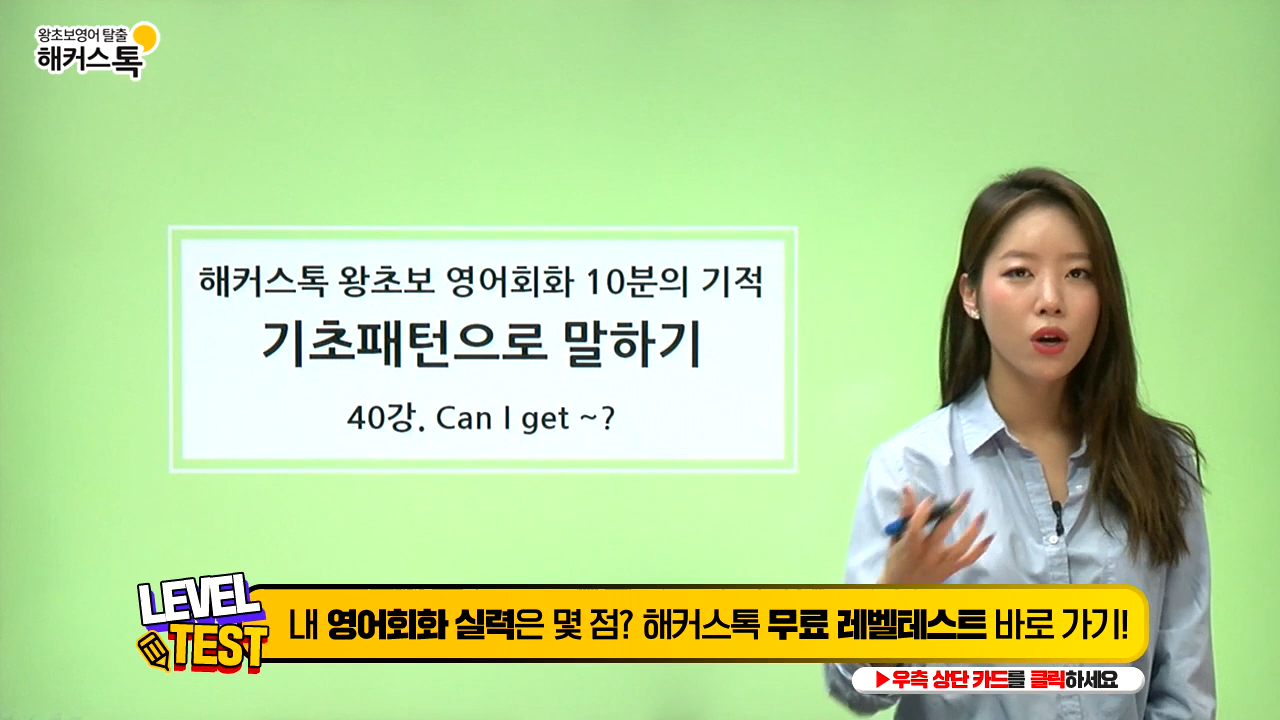 왕초보영어 탈출
해커스톡
해커스톡 왕초보 영어회화 10분의 기적
기초패턴으로 말하기
40강. Can I get ~?
LEVEL
TEST
내 영어회화 실력은 몇 점? 해커스톡 무료 레벨테스트 바로 가기!
▶우측 상단 카드를 클릭하세요